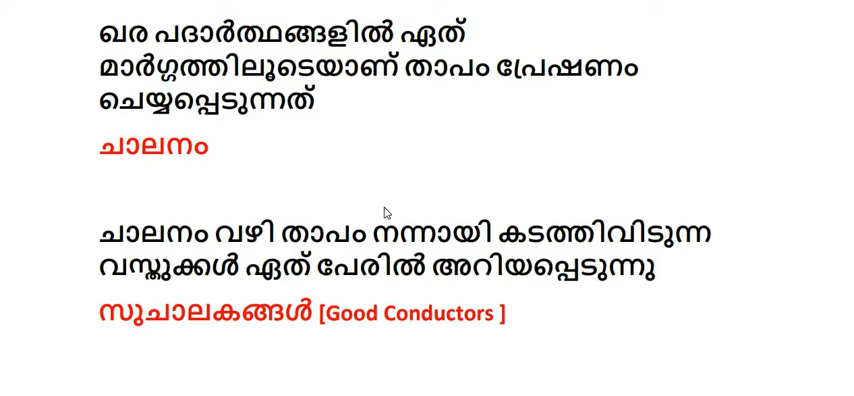 ഖര പദാർത്ഥങ്ങളിൽ ഏത്
മാർഗ്ഗത്തിലൂടെയാണ് താപം പ്രേഷണം
ചെയ്യപ്പെടുന്നത്
ചാലനം
ചാലനം വഴി താപം നന്നായി കടത്തിവിടുന്ന
വസ്തുക്കൾ ഏത് പേരിൽ അറിയപ്പെടുന്നു
സുചാലകങ്ങൾ [Good Conductors ]